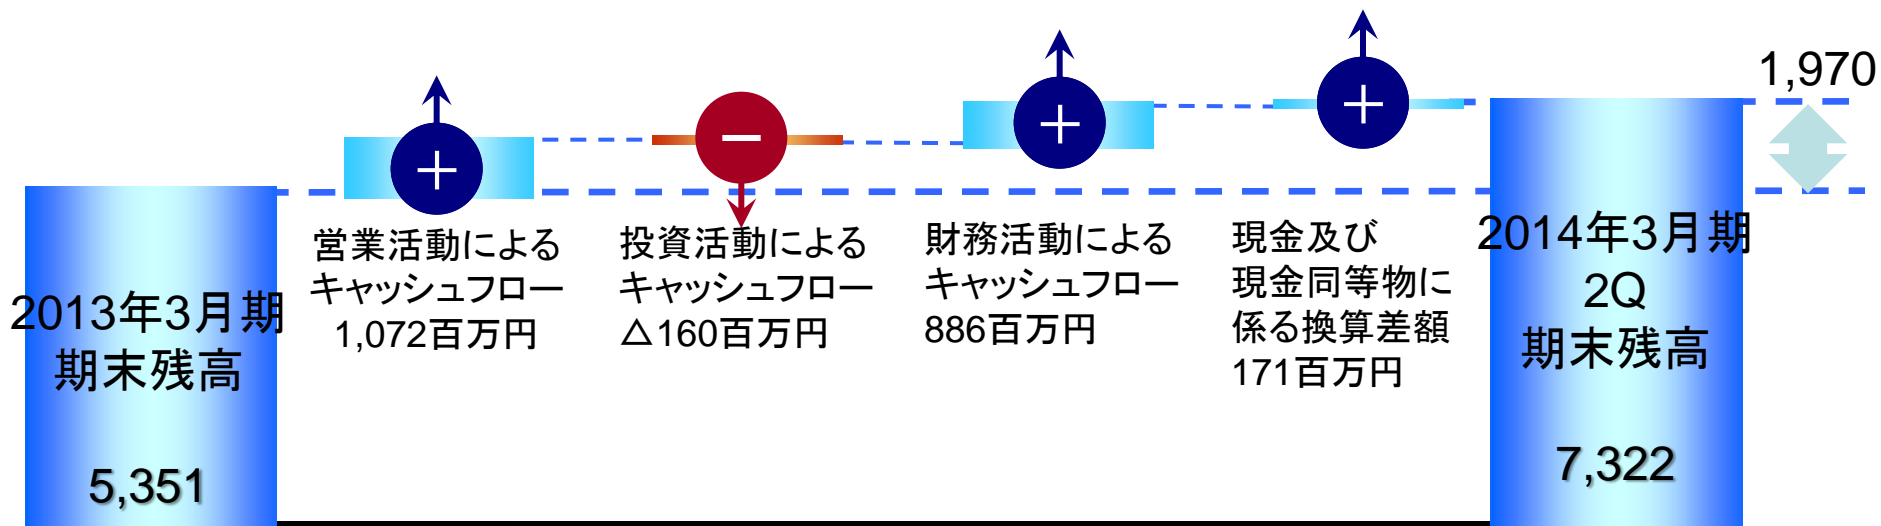 2013年3月期
期末残高
5,351
営業活動による
キャッシュフロー
1,072百万円
投資活動による
キャッシュフロー
△160百万円
財務活動による
キャッシュフロー
886百万円
現金及び
現金同等物に
係る換算差額
171百万円
2014年3月期
2Q
期末残高
7,322
1,970